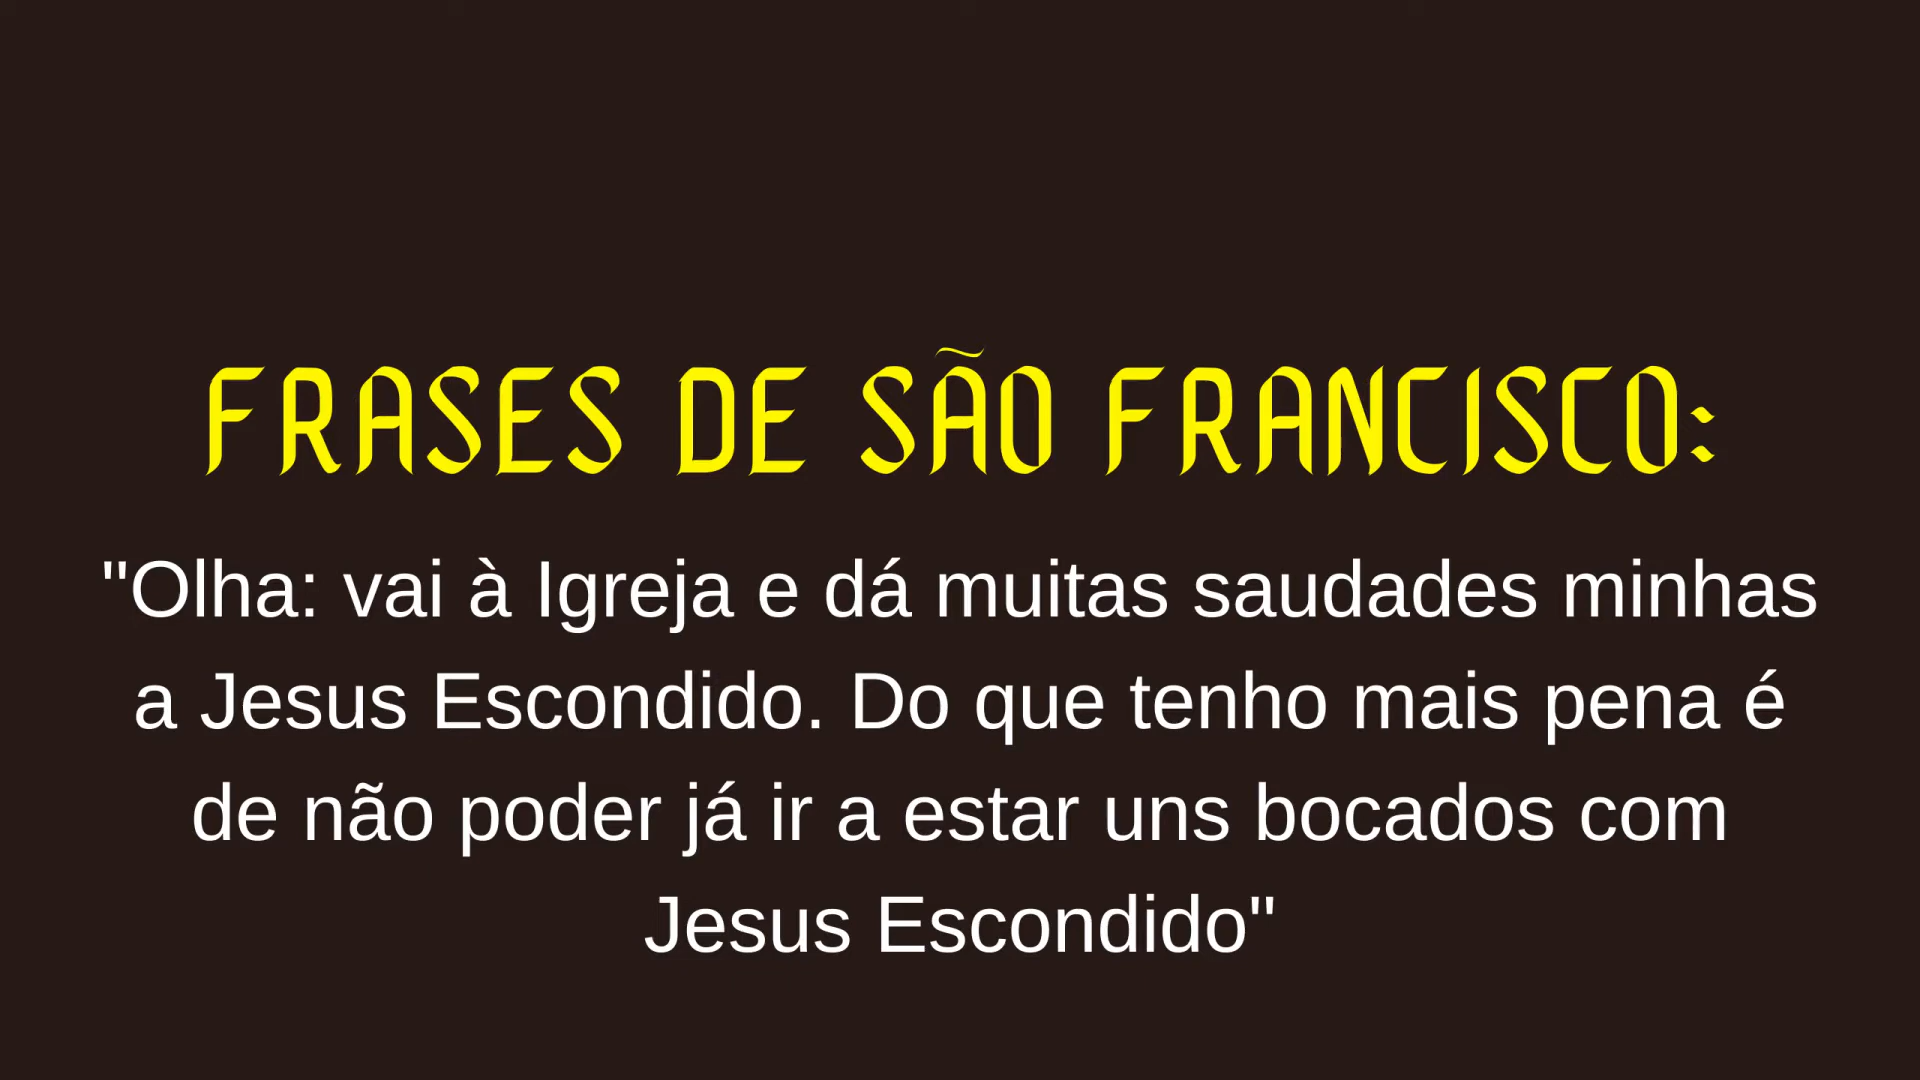 FRASES DE SÃO FRANCISCO:
"Olha: vai à Igreja e dá muitas saudades minhas
a Jesus Escondido. Do que tenho mais pena é
de não poder já ir a estar uns bocados com
Jesus Escondido"